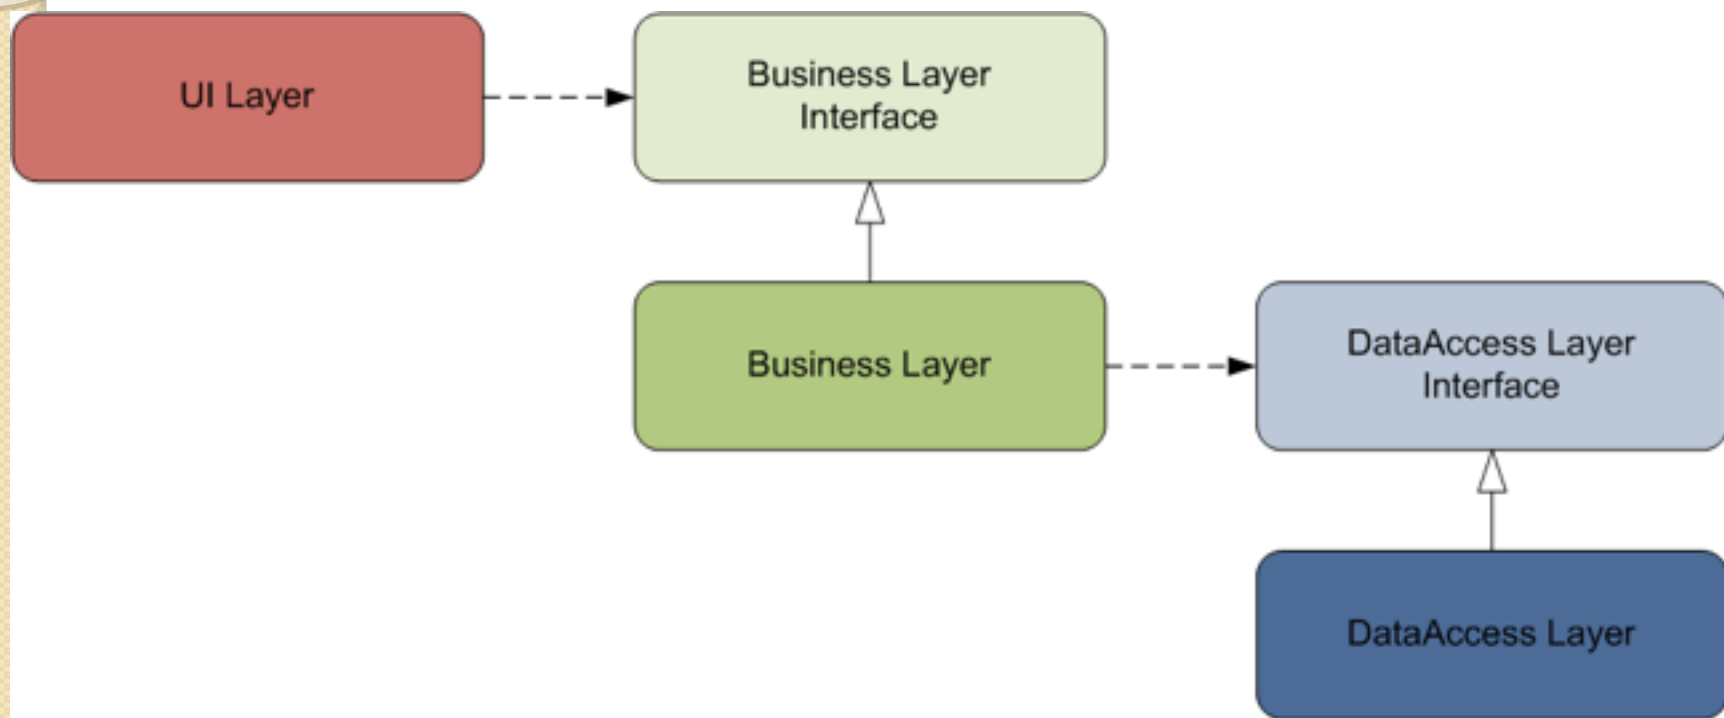 UI Layer
Business Layer
Interface
Business Layer
DataAccess Layer
Interface
DataAccess Layer